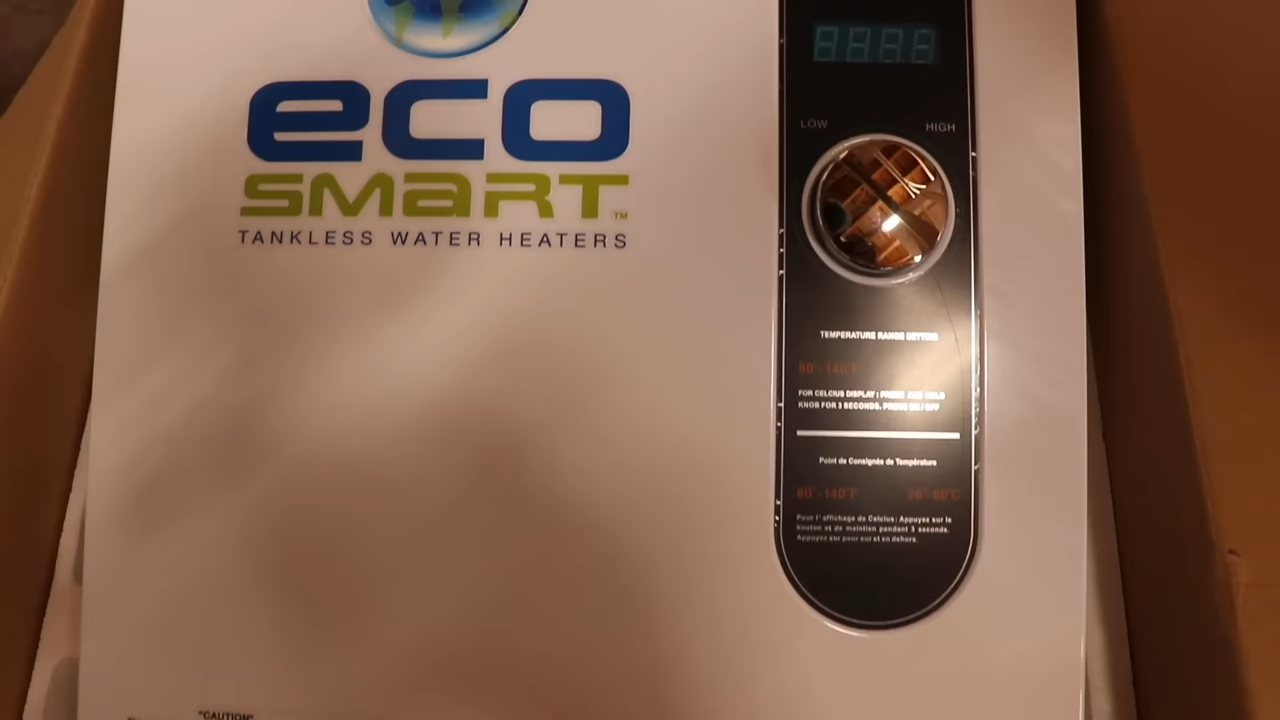 eco
SMaRT™
TANKLESS WATER HEATERS
LOW HIGH
TEMPERATURE RANGE SETTING
80°- 140°F
FOR CELCIUS DISPLAY : PRESS AND HOLD
KNOB FOR 3 SECONDS. PRESS ON / OFF
Point de Consignée de Température
80°- 140°F 26°- 60°C
Pour l' affichage de Celcius: Appuyez sur le
bouton et de maintien pendant 3 seconds.
Appuyez sur pour sur et en dehors.
"CAUTION"